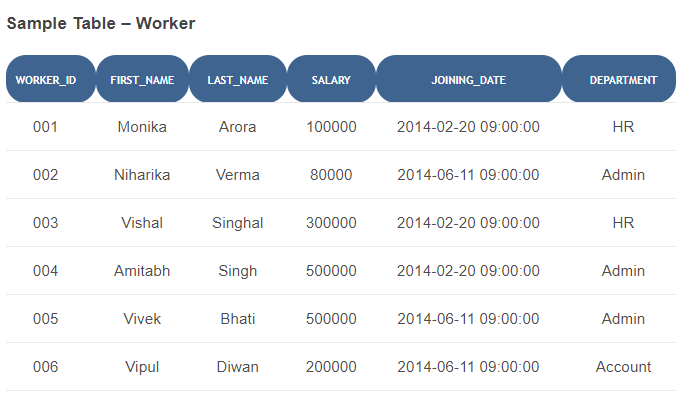 Sample Table – Worker
WORKER_ID FIRST_NAME LAST_NAME SALARY JOINING_DATE DEPARTMENT
001 Monika Arora 100000 2014-02-20 09:00:00 HR
002 Niharika Verma 80000 2014-06-11 09:00:00 Admin
003 Vishal Singhal 300000 2014-02-20 09:00:00 HR
004 Amitabh Singh 500000 2014-02-20 09:00:00 Admin
005 Vivek Bhati 500000 2014-06-11 09:00:00 Admin
006 Vipul Diwan 200000 2014-06-11 09:00:00 Account